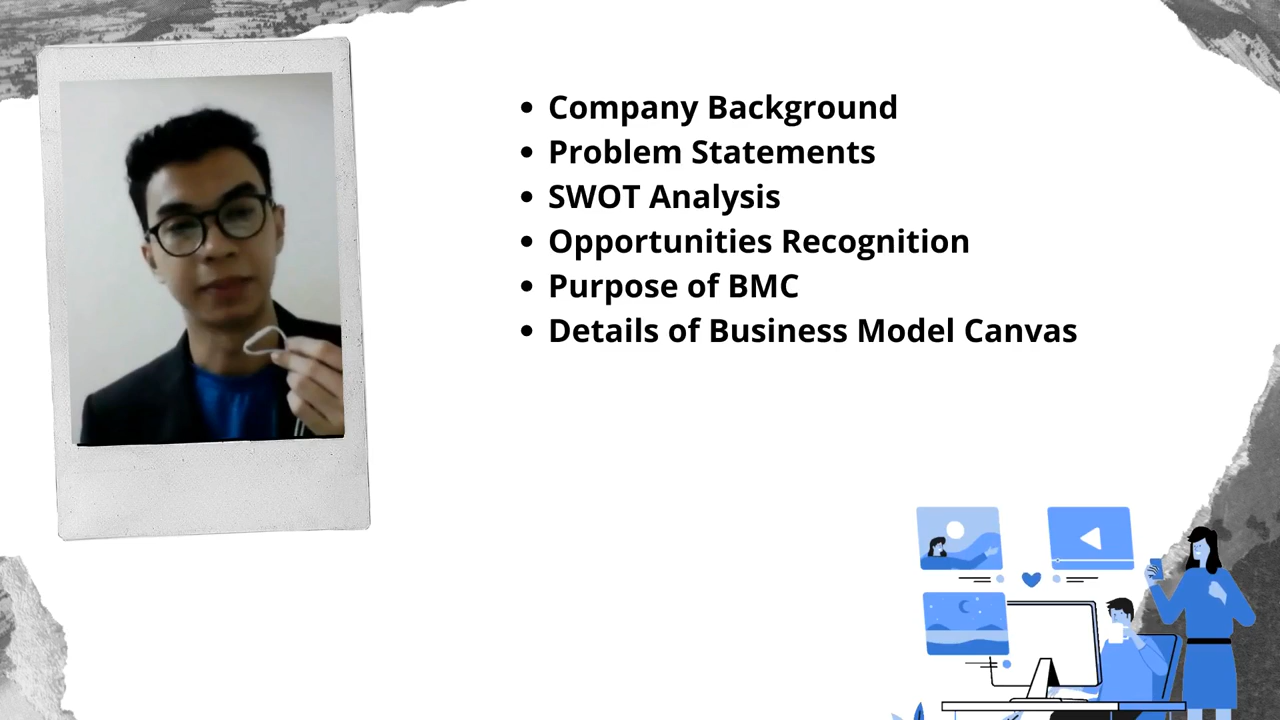 Company Background
Problem Statements
SWOT Analysis
Opportunities Recognition
Purpose of BMC
Details of Business Model Canvas